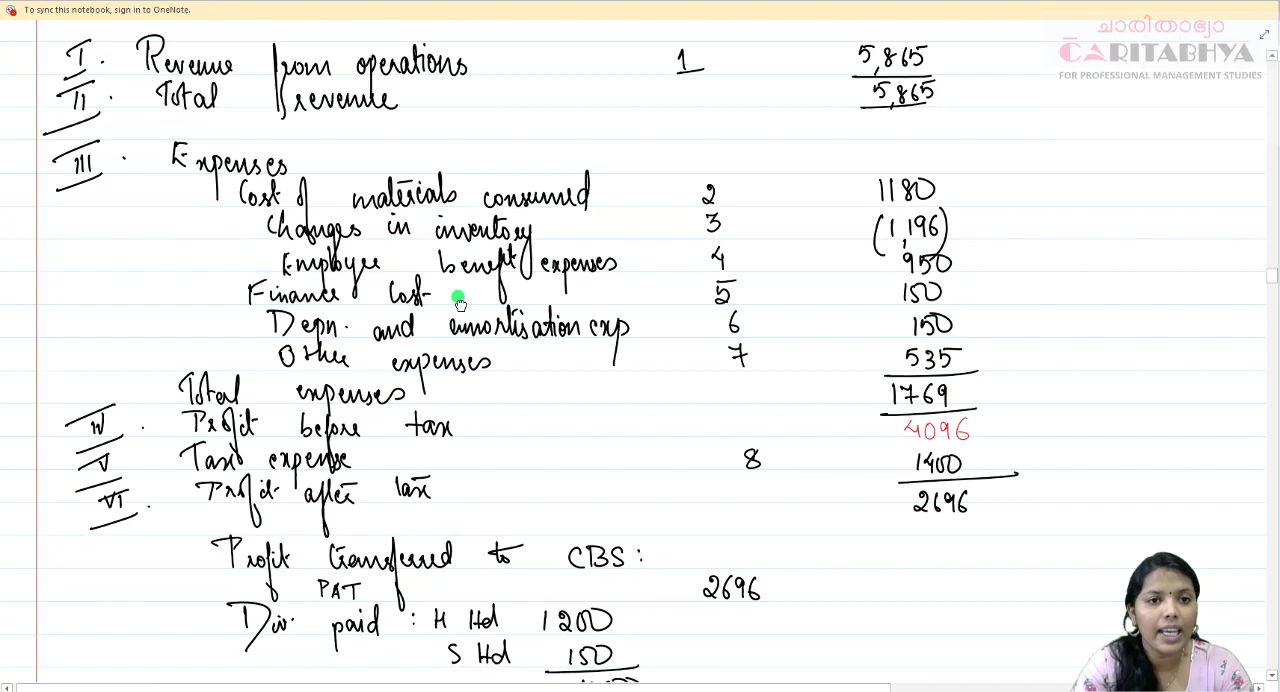 To sync this notebook, sign in to OneNote.
ചാരിതാഭ്യാ
CARITABHYA
FOR PROFESSIONAL MANAGEMENT STUDIES
I. Revenue from operations 1 5,865
II. Total revenue 5,865
III. Expenses
Cost of materials consumed 2 1180
Changes in inventory 3 (1,196)
Employee benefit expenses 4 950
Finance cost 5 150
Depn. and amortisation exp 6 150
Other expenses 7 535
Total expenses 1769
IV. Profit before tax 4096
V Tax expense 8 1400
VI. Profit after tax 2696
Profit transferred to CBS:
PAT 2696
Div. paid : H Hd 1200
S Hd 150